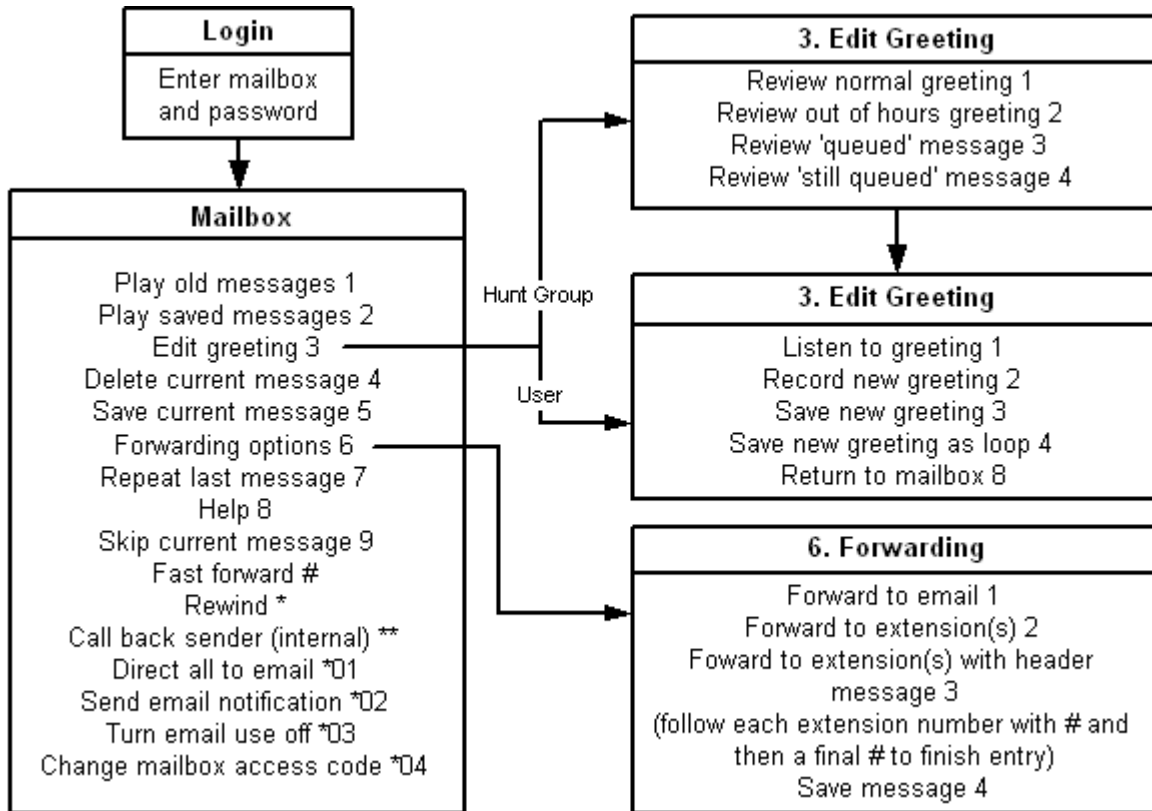 Login
Enter mailbox
and password
Mailbox
Play old messages 1
Play saved messages 2
Edit greeting 3
Delete current message 4
Save current message 5
Forwarding options 6
Repeat last message 7
Help 8
Skip current message 9
Fast forward #
Rewind *
Call back sender (internal) **
Direct all to email *01
Send email notification *02
Turn email use off *03
Change mailbox access code *04
Hunt Group
User
3. Edit Greeting
Review normal greeting 1
Review out of hours greeting 2
Review 'queued' message 3
Review 'still queued' message 4
3. Edit Greeting
Listen to greeting 1
Record new greeting 2
Save new greeting 3
Save new greeting as loop 4
Return to mailbox 8
6. Forwarding
Forward to email 1
Forward to extension(s) 2
Foward to extension(s) with header
message 3
(follow each extension number with # and
then a final # to finish entry)
Save message 4